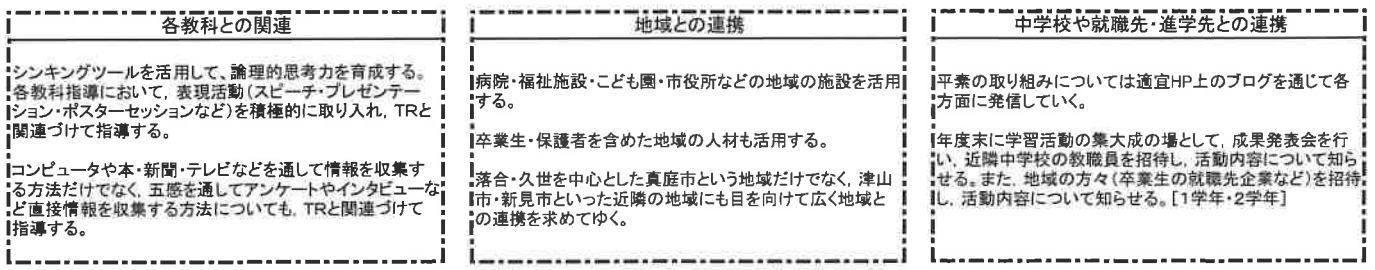 各教科との関連
シンキングツールを活用して、論理的思考力を育成する。
各教科指導において，表現活動（スピーチ・プレゼンテー
ション・ポスターセッションなど）を積極的に取り入れ，TRと
関連づけて指導する。
コンピュータや本・新聞・テレビなどを通して情報を収集す
る方法だけでなく，五感を通してアンケートやインタビューな
ど直接情報を収集する方法についても，TRと関連づけて
指導する。
地域との連携
病院・福祉施設・こども園・市役所などの地域の施設を活用
する。
卒業生・保護者を含めた地域の人材も活用する。
落合・久世を中心とした真庭市という地域だけでなく，津山
市・新見市といった近隣の地域にも目を向けて広く地域と
の連携を求めてゆく。
中学校や就職先・進学先との連携
平素の取り組みについては適宜HP上のブログを通じて各
方面に発信していく。
年度末に学習活動の集大成の場として，成果発表会を行
い，近隣中学校の教職員を招待し，活動内容について知ら
せる。また，地域の方々（卒業生の就職先企業など）を招待
し，活動内容について知らせる。［1学年・2学年］